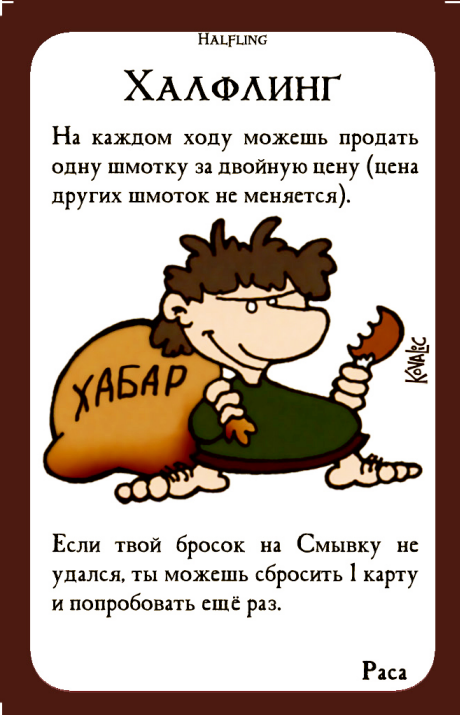 Halfling
Халфлинг
На каждом ходу можешь продать
одну шмотку за двойную цену (цена
других шмоток не меняется).
ХАБАР
Kovalic
Если твой бросок на Смывку не
удался, ты можешь сбросить 1 карту
и попробовать ещё раз.
Раса